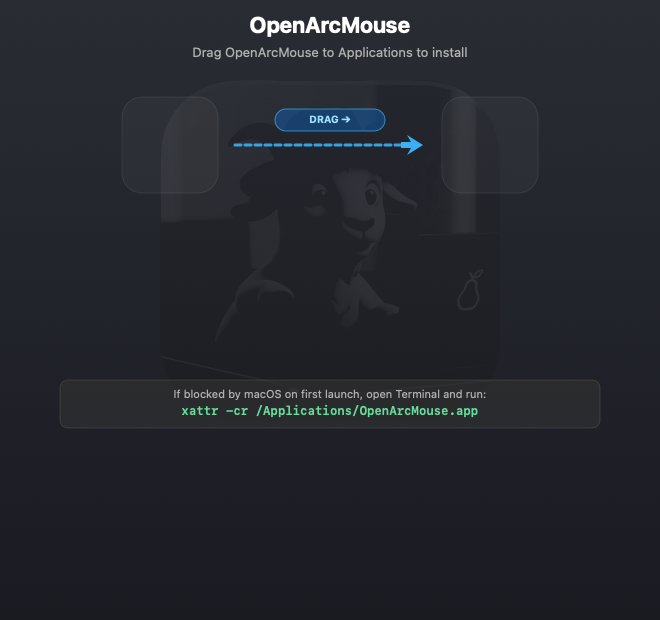 OpenArcMouse
Drag OpenArcMouse to Applications to install
DRAG →
If blocked by macOS on first launch, open Terminal and run:
xattr -cr /Applications/OpenArcMouse.app